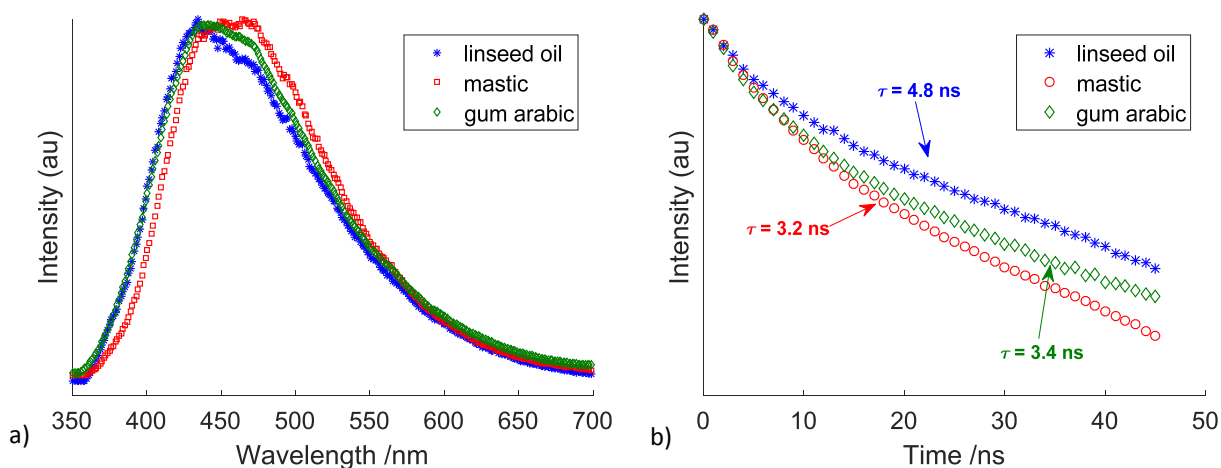 linseed oil
mastic
gum arabic
Intensity (au)
350 400 450 500 550 600 650 700
Wavelength /nm
a)
linseed oil
mastic
gum arabic
τ = 4.8 ns
τ = 3.2 ns
τ = 3.4 ns
Intensity (au)
0 10 20 30 40 50
Time /ns
b)